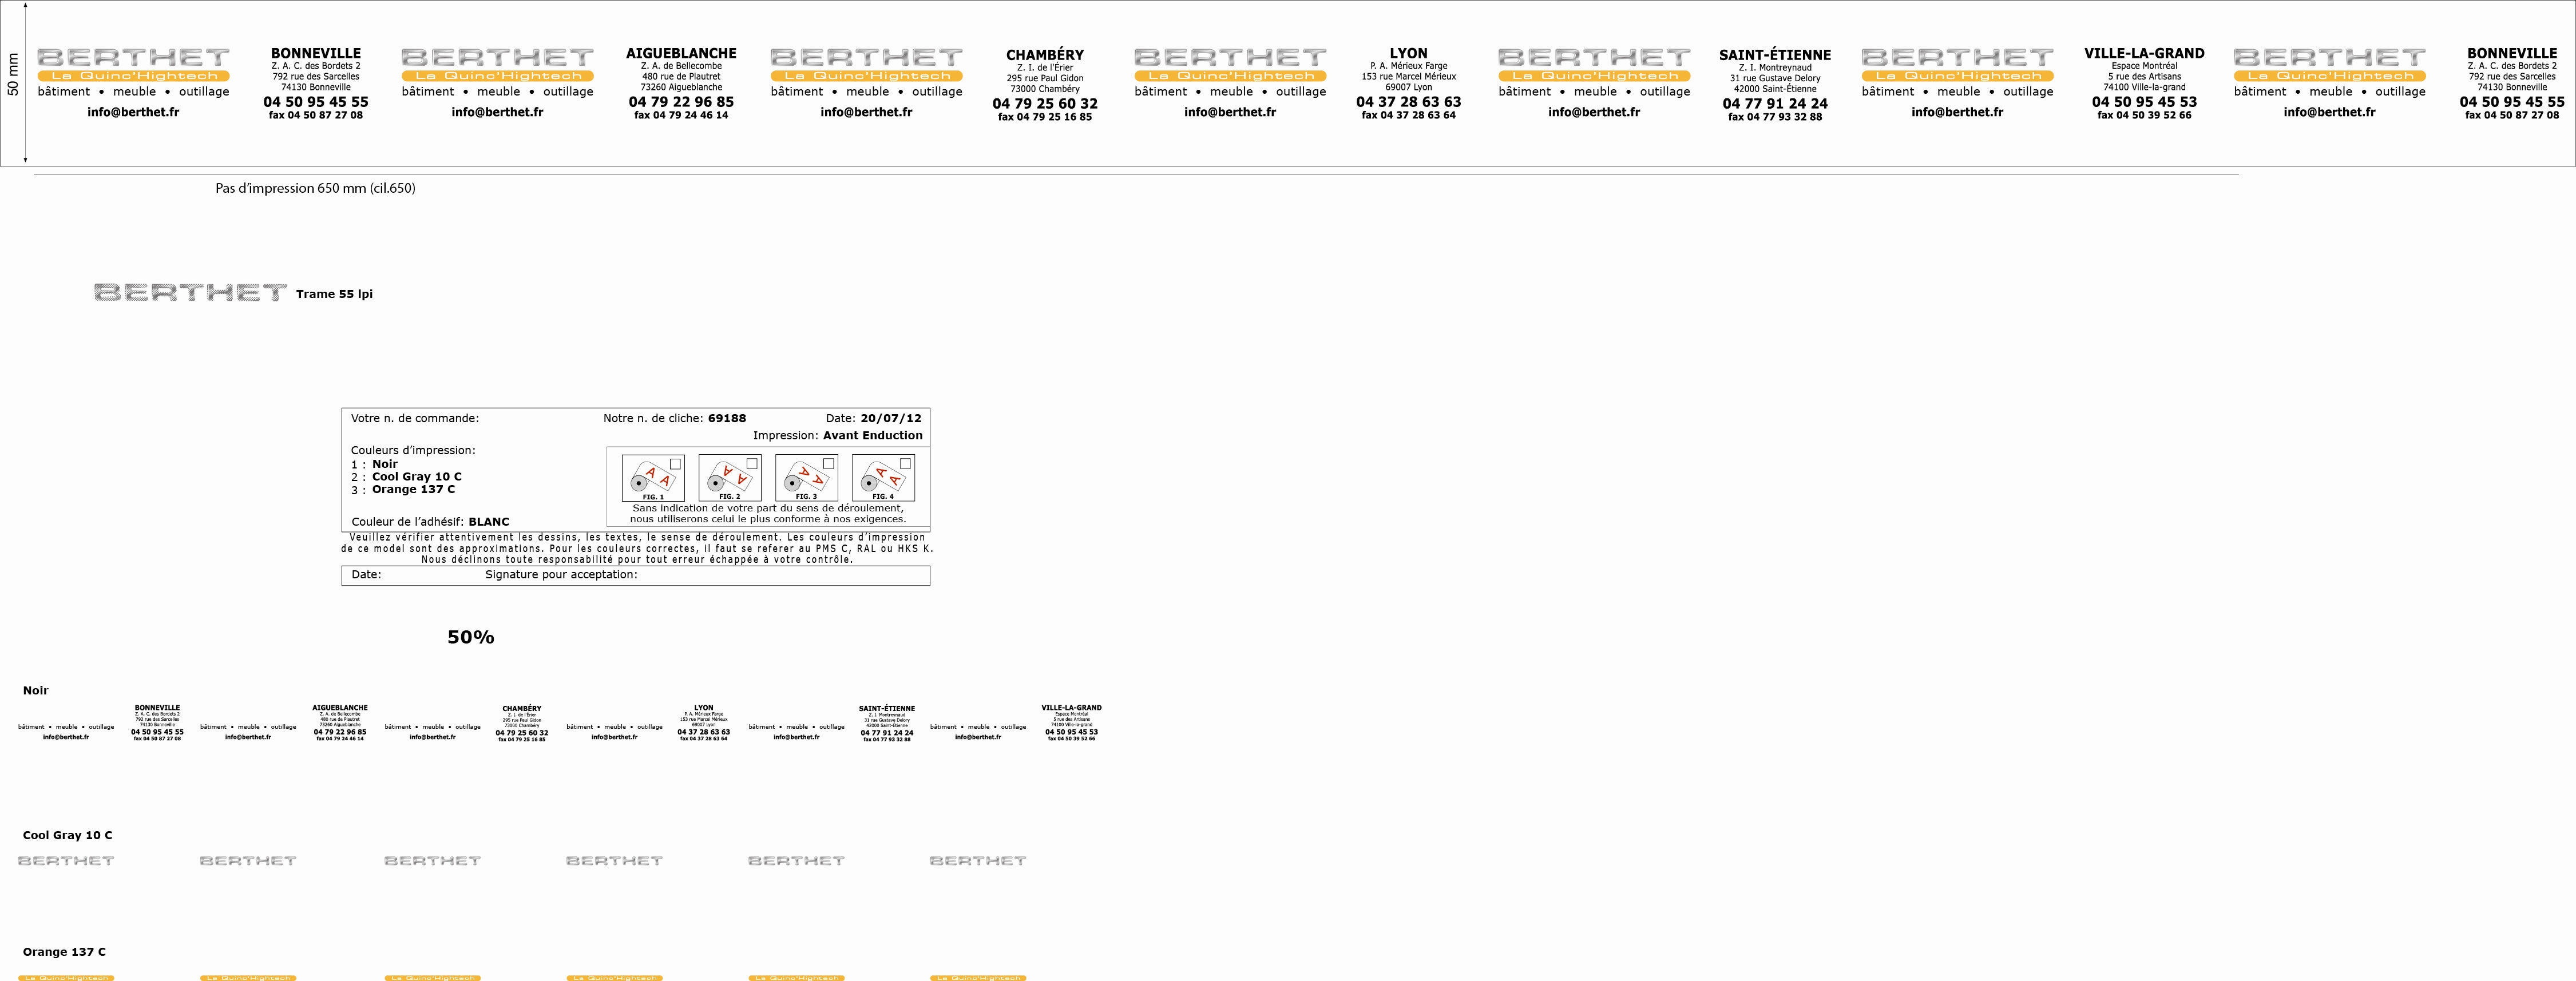 50 mm
BERTHET
La Quinc'Hightech
bâtiment • meuble • outillage
info@berthet.fr
BONNEVILLE
Z. A. C. des Bordets 2
792 rue des Sarcelles
74130 Bonneville
04 50 95 45 55
fax 04 50 87 27 08
BERTHET
La Quinc'Hightech
bâtiment • meuble • outillage
info@berthet.fr
AIGUEBLANCHE
Z. A. de Bellecombe
480 rue de Plautret
73260 Aigueblanche
04 79 22 96 85
fax 04 79 24 46 14
BERTHET
La Quinc'Hightech
bâtiment • meuble • outillage
info@berthet.fr
CHAMBÉRY
Z. I. de l'Érier
295 rue Paul Gidon
73000 Chambéry
04 79 25 60 32
fax 04 79 25 16 85
BERTHET
La Quinc'Hightech
bâtiment • meuble • outillage
info@berthet.fr
LYON
P. A. Mérieux Farge
153 rue Marcel Mérieux
69007 Lyon
04 37 28 63 63
fax 04 37 28 63 64
BERTHET
La Quinc'Hightech
bâtiment • meuble • outillage
info@berthet.fr
SAINT-ÉTIENNE
Z. I. Montreynaud
31 rue Gustave Delory
42000 Saint-Étienne
04 77 91 24 24
fax 04 77 93 32 88
BERTHET
La Quinc'Hightech
bâtiment • meuble • outillage
info@berthet.fr
VILLE-LA-GRAND
Espace Montréal
5 rue des Artisans
74100 Ville-la-grand
04 50 95 45 53
fax 04 50 39 52 66
BERTHET
La Quinc'Hightech
bâtiment • meuble • outillage
info@berthet.fr
BONNEVILLE
Z. A. C. des Bordets 2
792 rue des Sarcelles
74130 Bonneville
04 50 95 45 55
fax 04 50 87 27 08
Pas d'impression 650 mm (cil.650)
BERTHET Trame 55 lpi
Votre n. de commande: Notre n. de cliche: 69188 Date: 20/07/12
Impression: Avant Enduction
Couleurs d'impression:
1 : Noir
2 : Cool Gray 10 C
3 : Orange 137 C
A A A A A A A A
FIG. 1 FIG. 2 FIG. 3 FIG. 4
Sans indication de votre part du sens de déroulement,
nous utiliserons celui le plus conforme à nos exigences.
Couleur de l'adhésif: BLANC
Veuillez vérifier attentivement les dessins, les textes, le sense de déroulement. Les couleurs d'impression
de ce model sont des approximations. Pour les couleurs correctes, il faut se referer au PMS C, RAL ou HKS K.
Nous déclinons toute responsabilité pour tout erreur échappée à votre contrôle.
Date: Signature pour acceptation:
50%
Noir
bâtiment • meuble • outillage
info@berthet.fr
BONNEVILLE
Z. A. C. des Bordets 2
792 rue des Sarcelles
74130 Bonneville
04 50 95 45 55
fax 04 50 87 27 08
bâtiment • meuble • outillage
info@berthet.fr
AIGUEBLANCHE
Z. A. de Bellecombe
480 rue de Plautret
73260 Aigueblanche
04 79 22 96 85
fax 04 79 24 46 14
bâtiment • meuble • outillage
info@berthet.fr
CHAMBÉRY
Z. I. de l'Érier
295 rue Paul Gidon
73000 Chambéry
04 79 25 60 32
fax 04 79 25 16 85
bâtiment • meuble • outillage
info@berthet.fr
LYON
P. A. Mérieux Farge
153 rue Marcel Mérieux
69007 Lyon
04 37 28 63 63
fax 04 37 28 63 64
bâtiment • meuble • outillage
info@berthet.fr
SAINT-ÉTIENNE
Z. I. Montreynaud
31 rue Gustave Delory
42000 Saint-Étienne
04 77 91 24 24
fax 04 77 93 32 88
bâtiment • meuble • outillage
info@berthet.fr
VILLE-LA-GRAND
Espace Montréal
5 rue des Artisans
74100 Ville-la-grand
04 50 95 45 53
fax 04 50 39 52 66
Cool Gray 10 C
BERTHET BERTHET BERTHET BERTHET BERTHET BERTHET
Orange 137 C
La Quinc'Hightech La Quinc'Hightech La Quinc'Hightech La Quinc'Hightech La Quinc'Hightech La Quinc'Hightech